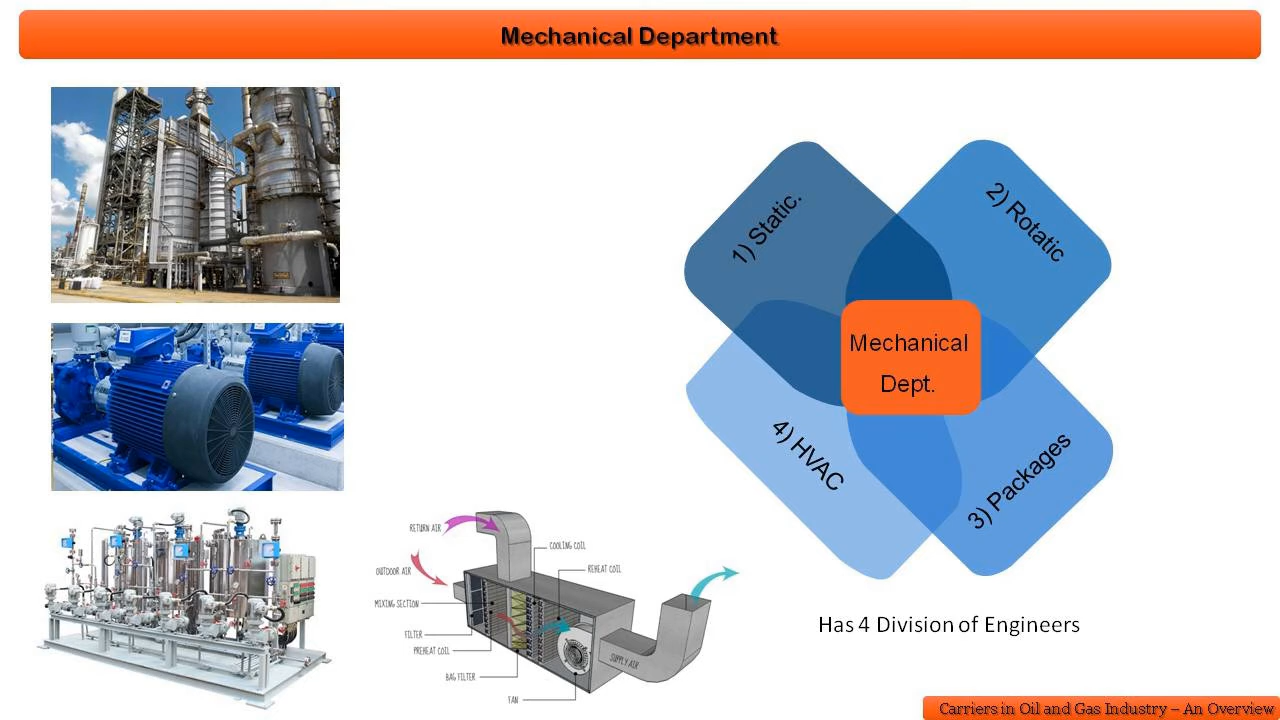 Mechanical Department
1) Static.
2) Rotatic
Mechanical
Dept.
4) HVAC
3) Packages
RETURN AIR
COOLING COIL
OUTDOOR AIR
REHEAT COIL
MIXING SECTION
FILTER
PREHEAT COIL
BAG FILTER
FAN
SUPPLY AIR
Has 4 Division of Engineers
Carriers in Oil and Gas Industry – An Overview